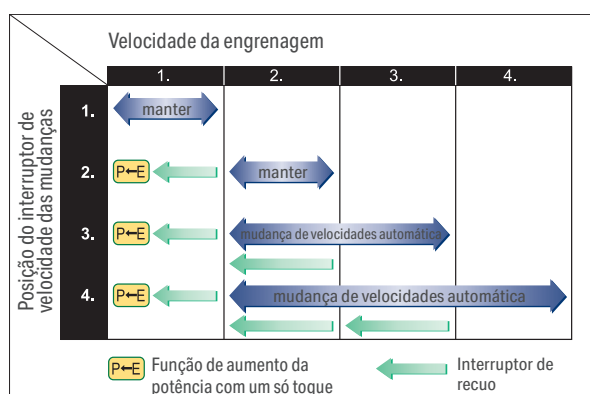 Velocidade da engrenagem
1. 2. 3. 4.
Posição do interruptor de
velocidade das mudanças
1. manter
2. P←E manter
3. P←E mudança de velocidades automática
4. P←E mudança de velocidades automática
P←E Função de aumento da
potência com um só toque
Interruptor de
recuo